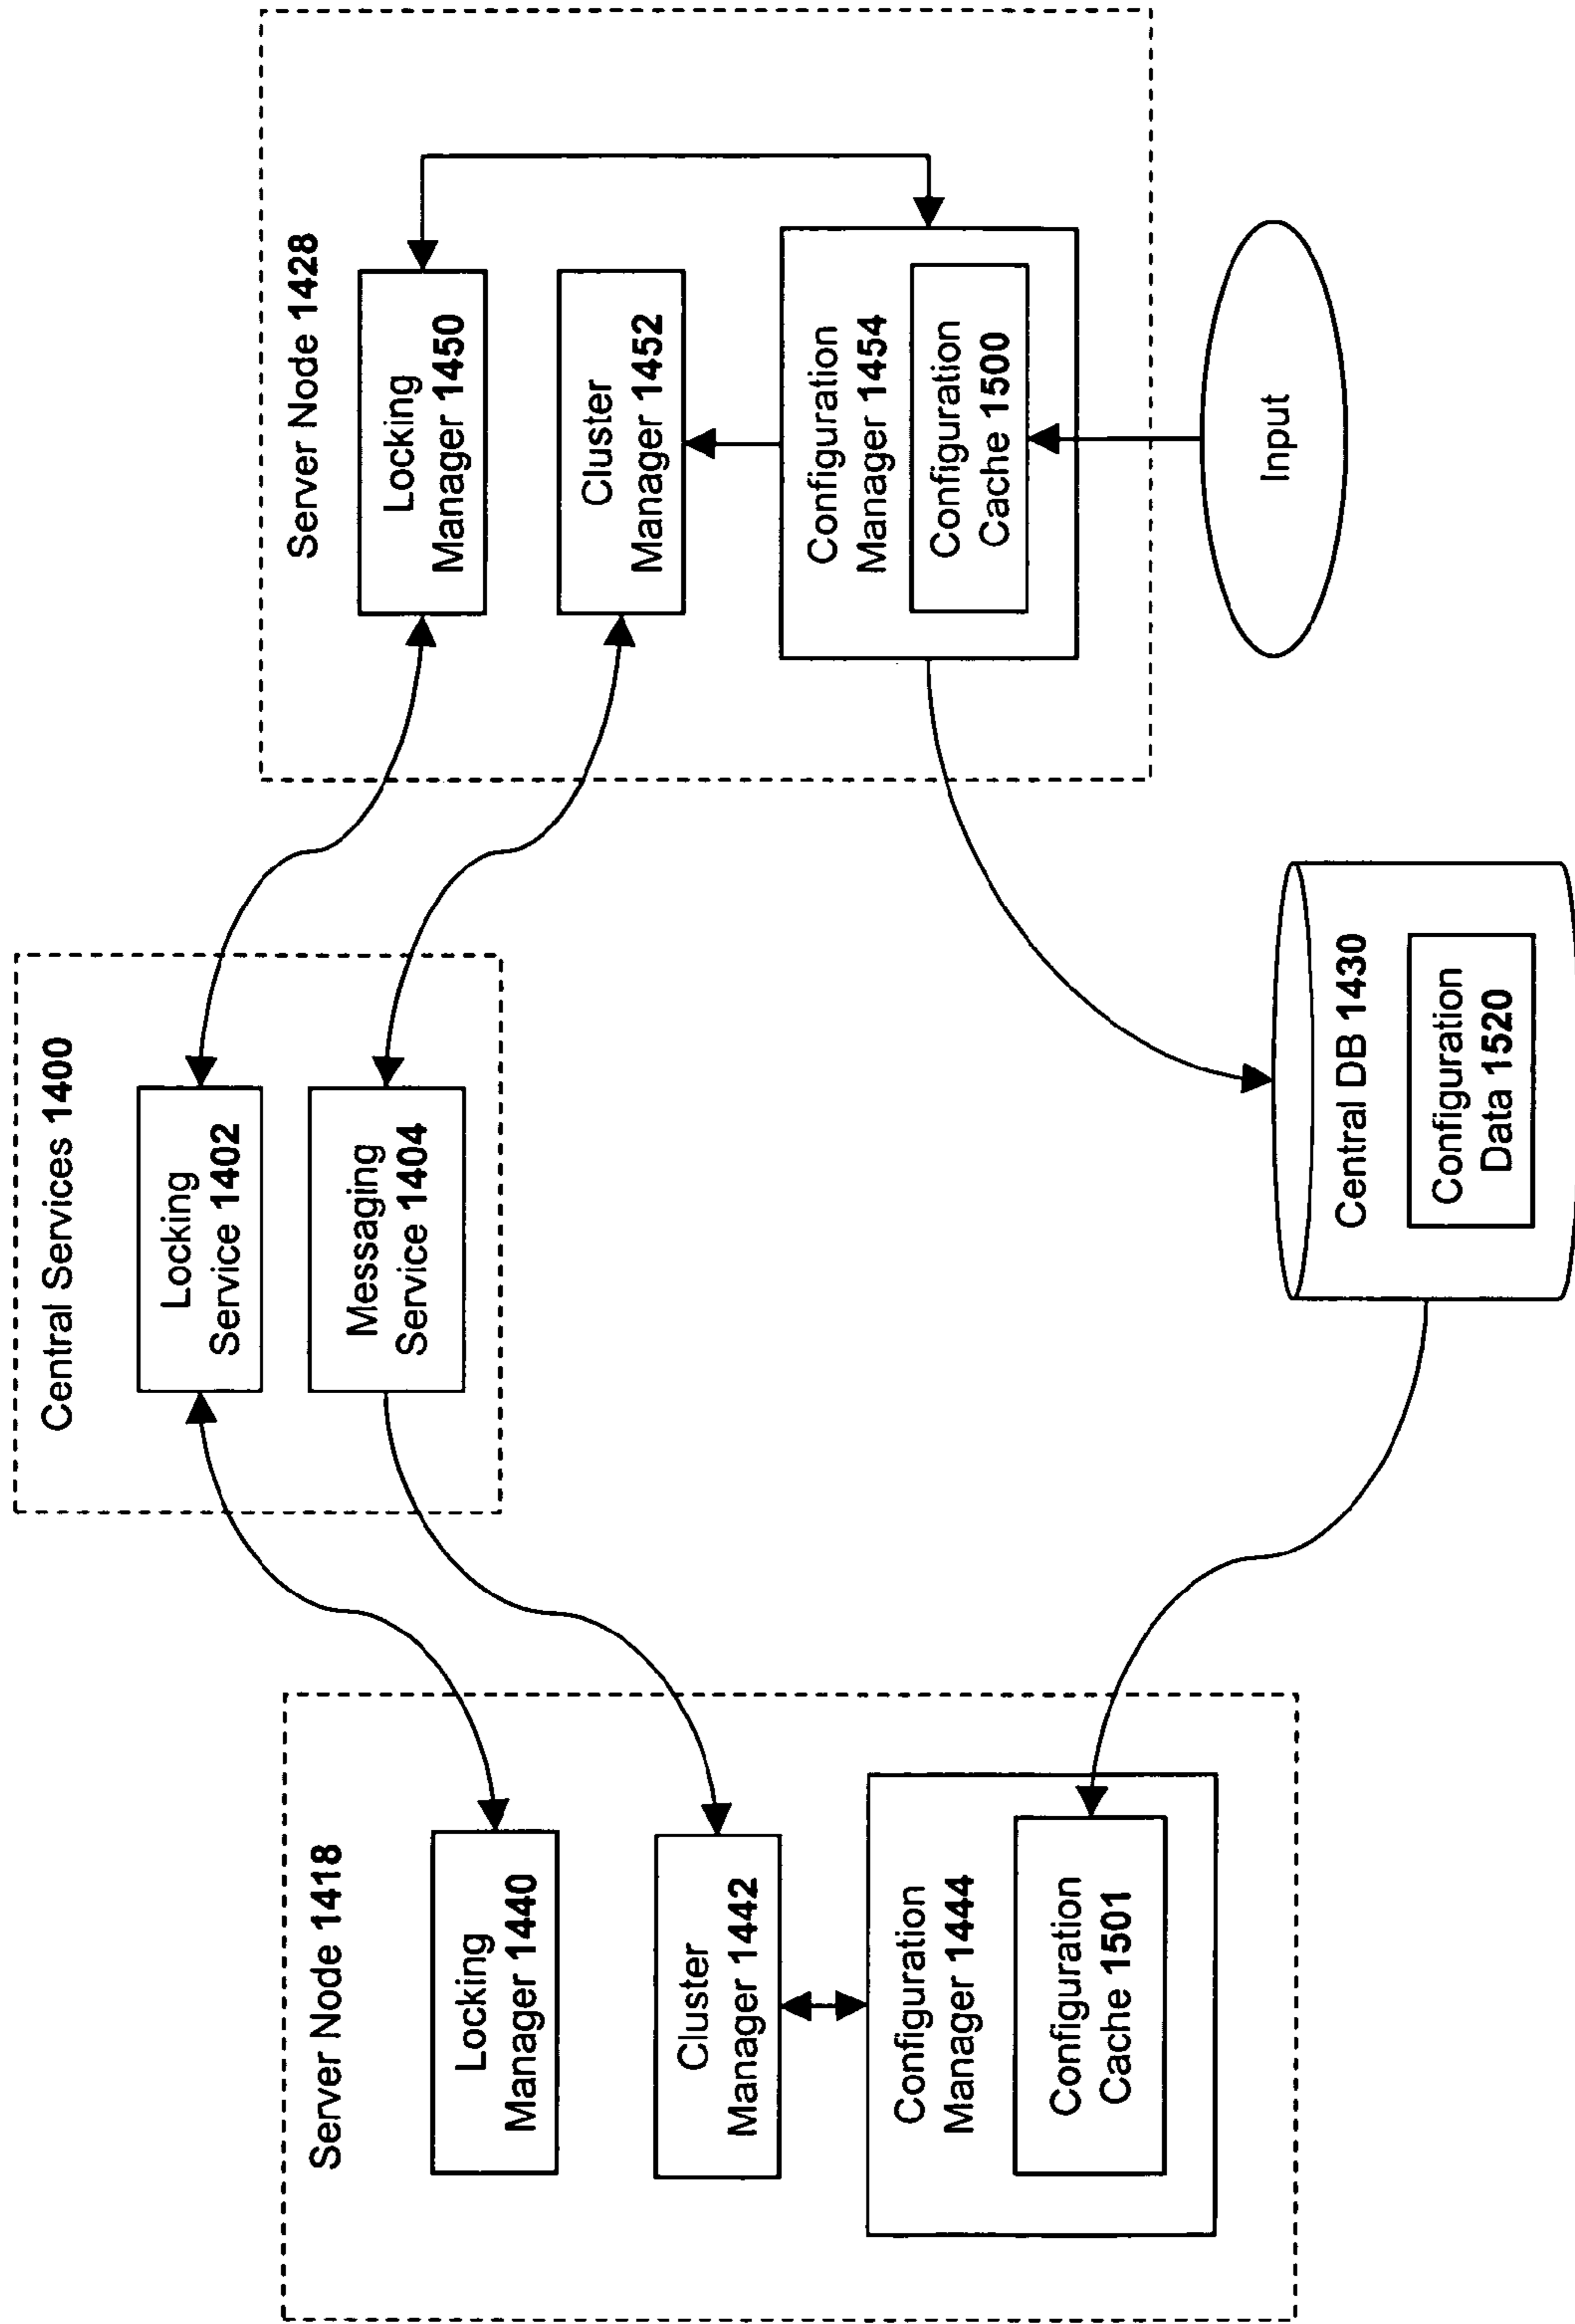 Server Node 1418
Locking
Manager 1440
Cluster
Manager 1442
Configuration
Manager 1444
Configuration
Cache 1501
Central Services 1400
Locking
Service 1402
Messaging
Service 1404
Central DB 1430
Configuration
Data 1520
Server Node 1428
Locking
Manager 1450
Cluster
Manager 1452
Configuration
Manager 1454
Configuration
Cache 1500
Input